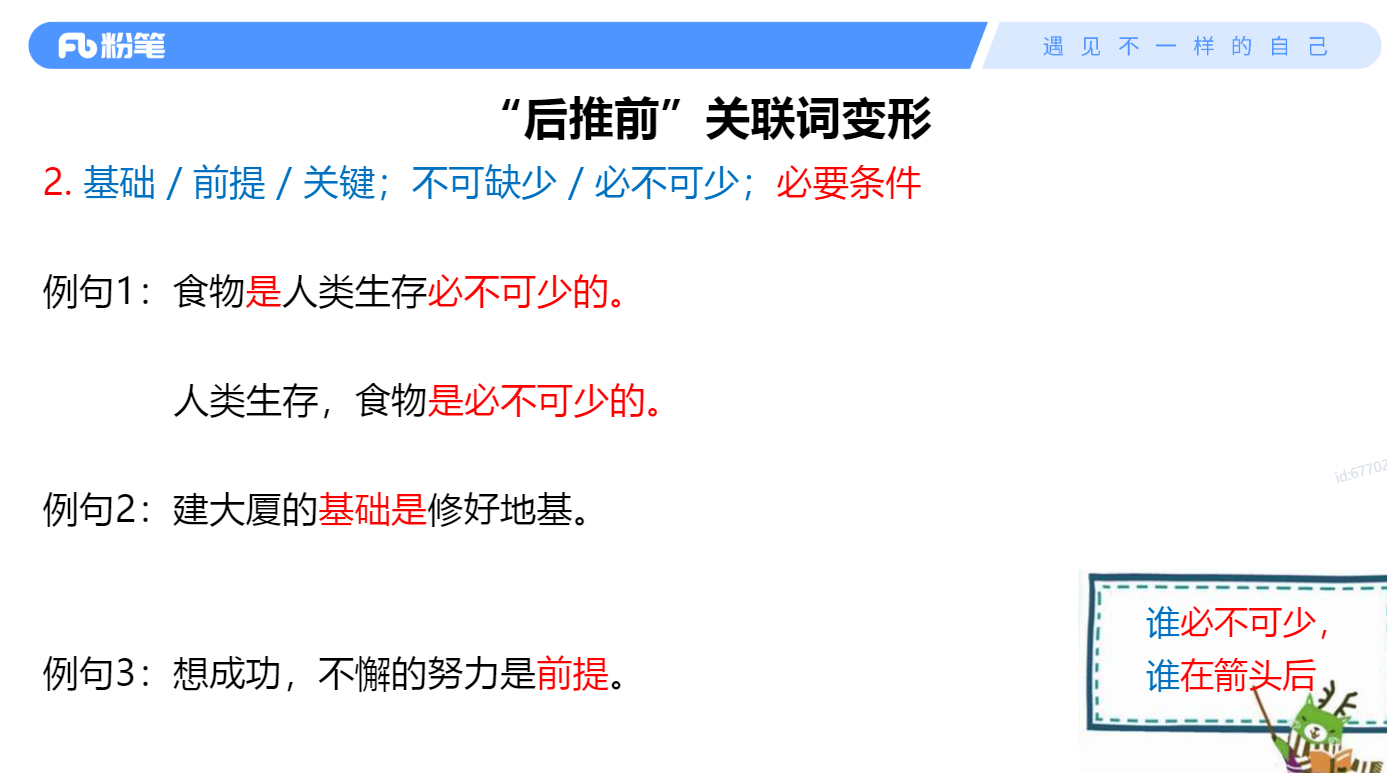 粉笔
遇见不一样的自己
“后推前”关联词变形
2. 基础 / 前提 / 关键；不可缺少 / 必不可少；必要条件
例句1：食物是人类生存必不可少的。
人类生存，食物是必不可少的。
例句2：建大厦的基础是修好地基。
例句3：想成功，不懈的努力是前提。
谁必不可少，
谁在箭头后